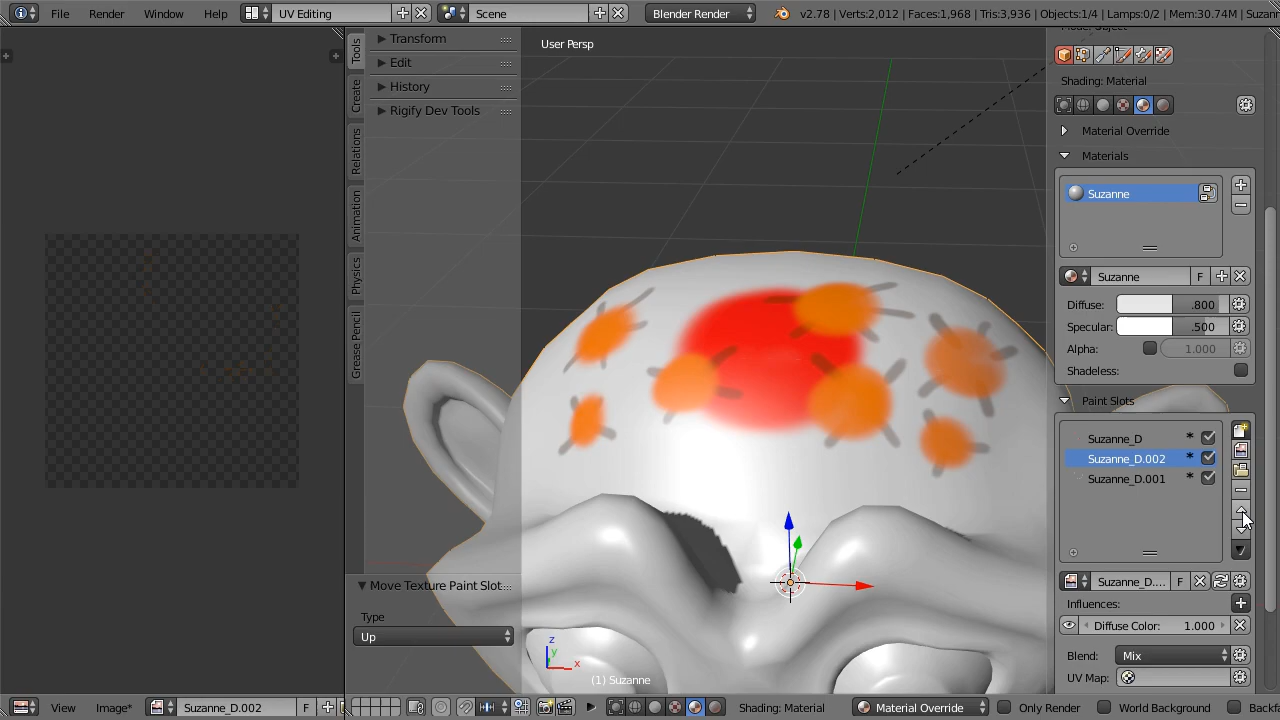 File Render Window Help UV Editing Scene Blender Render v2.78 | Verts:2,012 | Faces:1,968 | Tris:3,936 | Objects:1/4 | Lamps:0/2 | Mem:30.74M | Suzan
User Persp
Tools
Create
Relations
Animation
Physics
Grease Pencil
Transform
Edit
History
Rigify Dev Tools
Move Texture Paint Slot
Type
Up
z
y
x
(1) Suzanne
Shading: Material
Material Override
Materials
Suzanne
Suzanne F
Diffuse: .800
Specular: .500
Alpha: 1.000
Shadeless:
Paint Slots
Suzanne_D *
Suzanne_D.002 *
Suzanne_D.001 *
Suzanne_D.... F
Influences:
Diffuse Color: 1.000
Blend: Mix
UV Map:
View Image* Suzanne_D.002 F Shading: Material Material Override Only Render World Background Backf